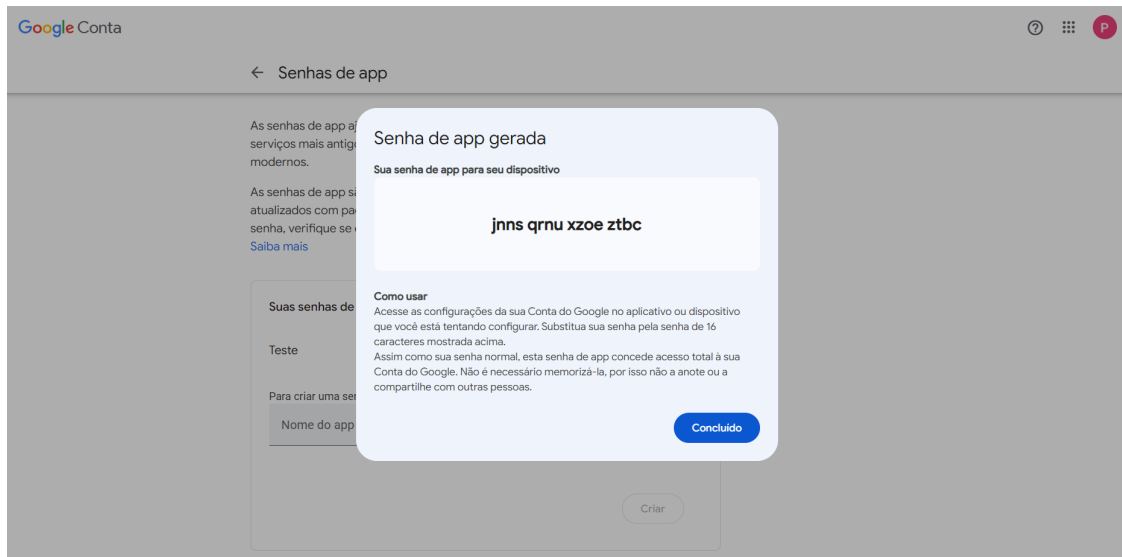 Google Conta
P
← Senhas de app
As senhas de app aj
serviços mais antig
modernos.
As senhas de app sã
atualizados com pa
senha, verifique se
Saiba mais
Suas senhas de
Teste
Para criar uma ser
Nome do app
Criar
Senha de app gerada
Sua senha de app para seu dispositivo
jnns qrnu xzoe ztbc
Como usar
Acesse as configurações da sua Conta do Google no aplicativo ou dispositivo
que você está tentando configurar. Substitua sua senha pela senha de 16
caracteres mostrada acima.
Assim como sua senha normal, esta senha de app concede acesso total à sua
Conta do Google. Não é necessário memorizá-la, por isso não a anote ou a
compartilhe com outras pessoas.
Concluído